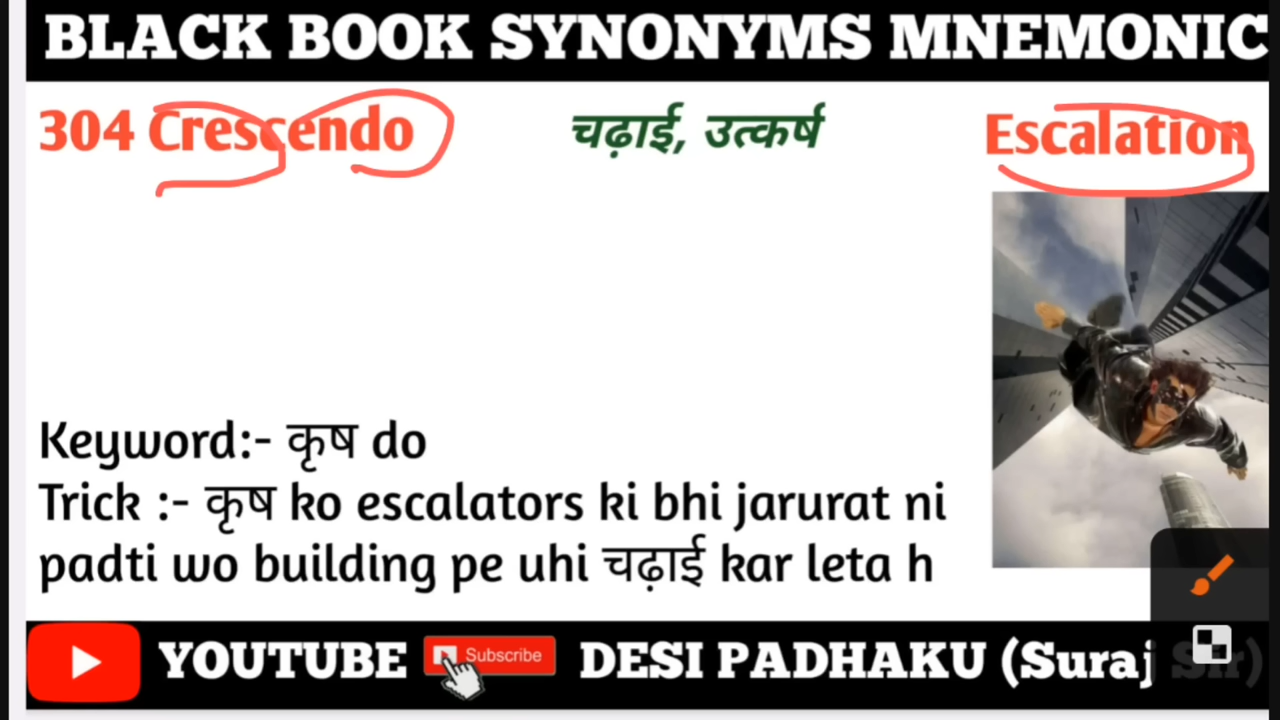 BLACK BOOK SYNONYMS MNEMONIC
304 Crescendo चढ़ाई, उत्कर्ष Escalation
Keyword:- कृष do
Trick :- कृष ko escalators ki bhi jarurat ni
padti wo building pe uhi चढ़ाई kar leta h
YOUTUBE Subscribe DESI PADHAKU (Suraj Sir)